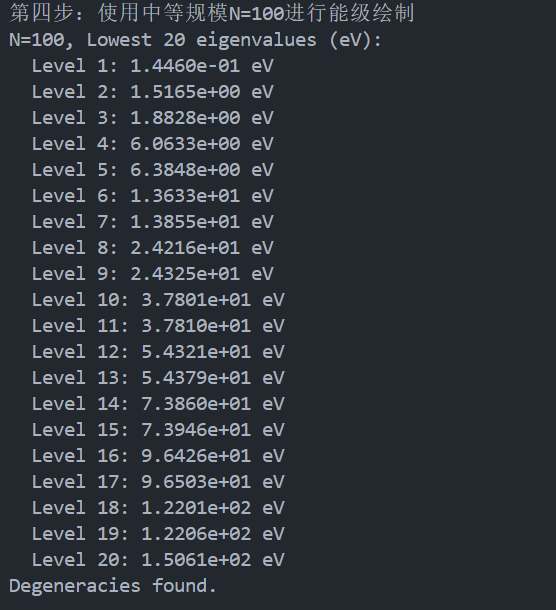 第四步：使用中等规模N=100进行能级绘制
N=100, Lowest 20 eigenvalues (eV):
Level 1: 1.4460e-01 eV
Level 2: 1.5165e+00 eV
Level 3: 1.8828e+00 eV
Level 4: 6.0633e+00 eV
Level 5: 6.3848e+00 eV
Level 6: 1.3633e+01 eV
Level 7: 1.3855e+01 eV
Level 8: 2.4216e+01 eV
Level 9: 2.4325e+01 eV
Level 10: 3.7801e+01 eV
Level 11: 3.7810e+01 eV
Level 12: 5.4321e+01 eV
Level 13: 5.4379e+01 eV
Level 14: 7.3860e+01 eV
Level 15: 7.3946e+01 eV
Level 16: 9.6426e+01 eV
Level 17: 9.6503e+01 eV
Level 18: 1.2201e+02 eV
Level 19: 1.2206e+02 eV
Level 20: 1.5061e+02 eV
Degeneracies found.